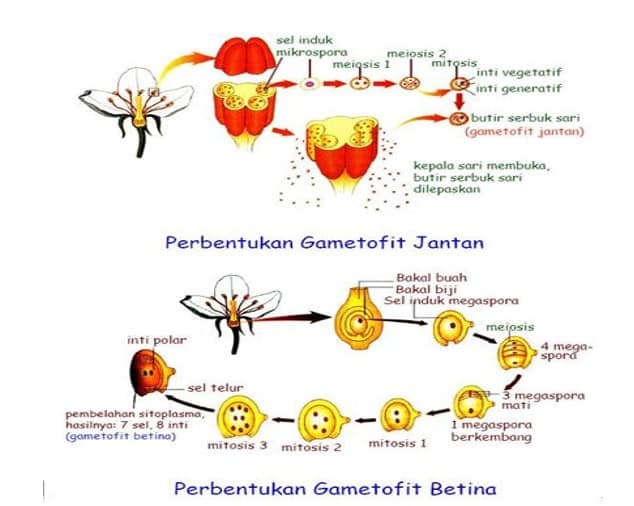 sel induk
mikrospora
meiosis 1
meiosis 2
mitosis
inti vegetatif
inti generatif
butir serbuk sari
(gametofit jantan)
kepala sari membuka,
butir serbuk sari
dilepaskan
Perbentukan Gametofit Jantan
Bakal buah
Bakal biji
Sel induk megaspora
meiosis
4 mega-
spora
3 megaspora
mati
1 megaspora
berkembang
mitosis 1
mitosis 2
mitosis 3
inti polar
sel telur
pembelahan sitoplasma,
hasilnya: 7 sel, 8 inti
(gametofit betina)
Perbentukan Gametofit Betina